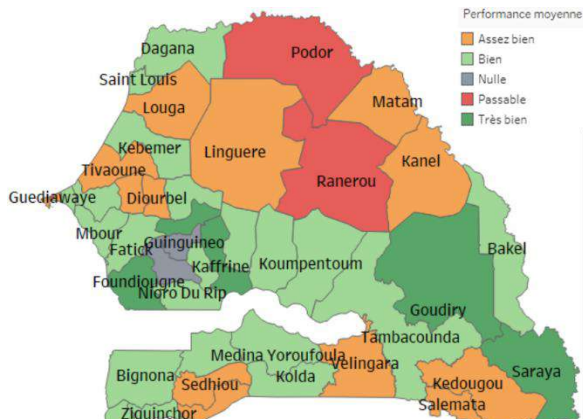 Performance moyenne
Assez bien
Bien
Nulle
Passable
Très bien
Dagana
Podor
Saint Louis
Louga
Matam
Kebemer
Linguere
Tivaoune
Kanel
Ranerou
Guediawaye
Diourbel
Mbour
Guinguineo
Fatick
Bakel
Kaffrine
Koumpentoum
Foundiougne
Nioro Du Rip
Goudiry
Tambacounda
Medina Yoroufoula
Velingara
Saraya
Bignona
Kolda
Sedhiou
Kedougou
Salemata
Ziguinchor